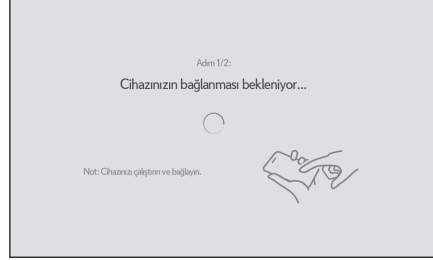 Adım 1/2:
Cihazınızın bağlanması bekleniyor...
Not: Cihazınızı çalıştırın ve bağlayın.